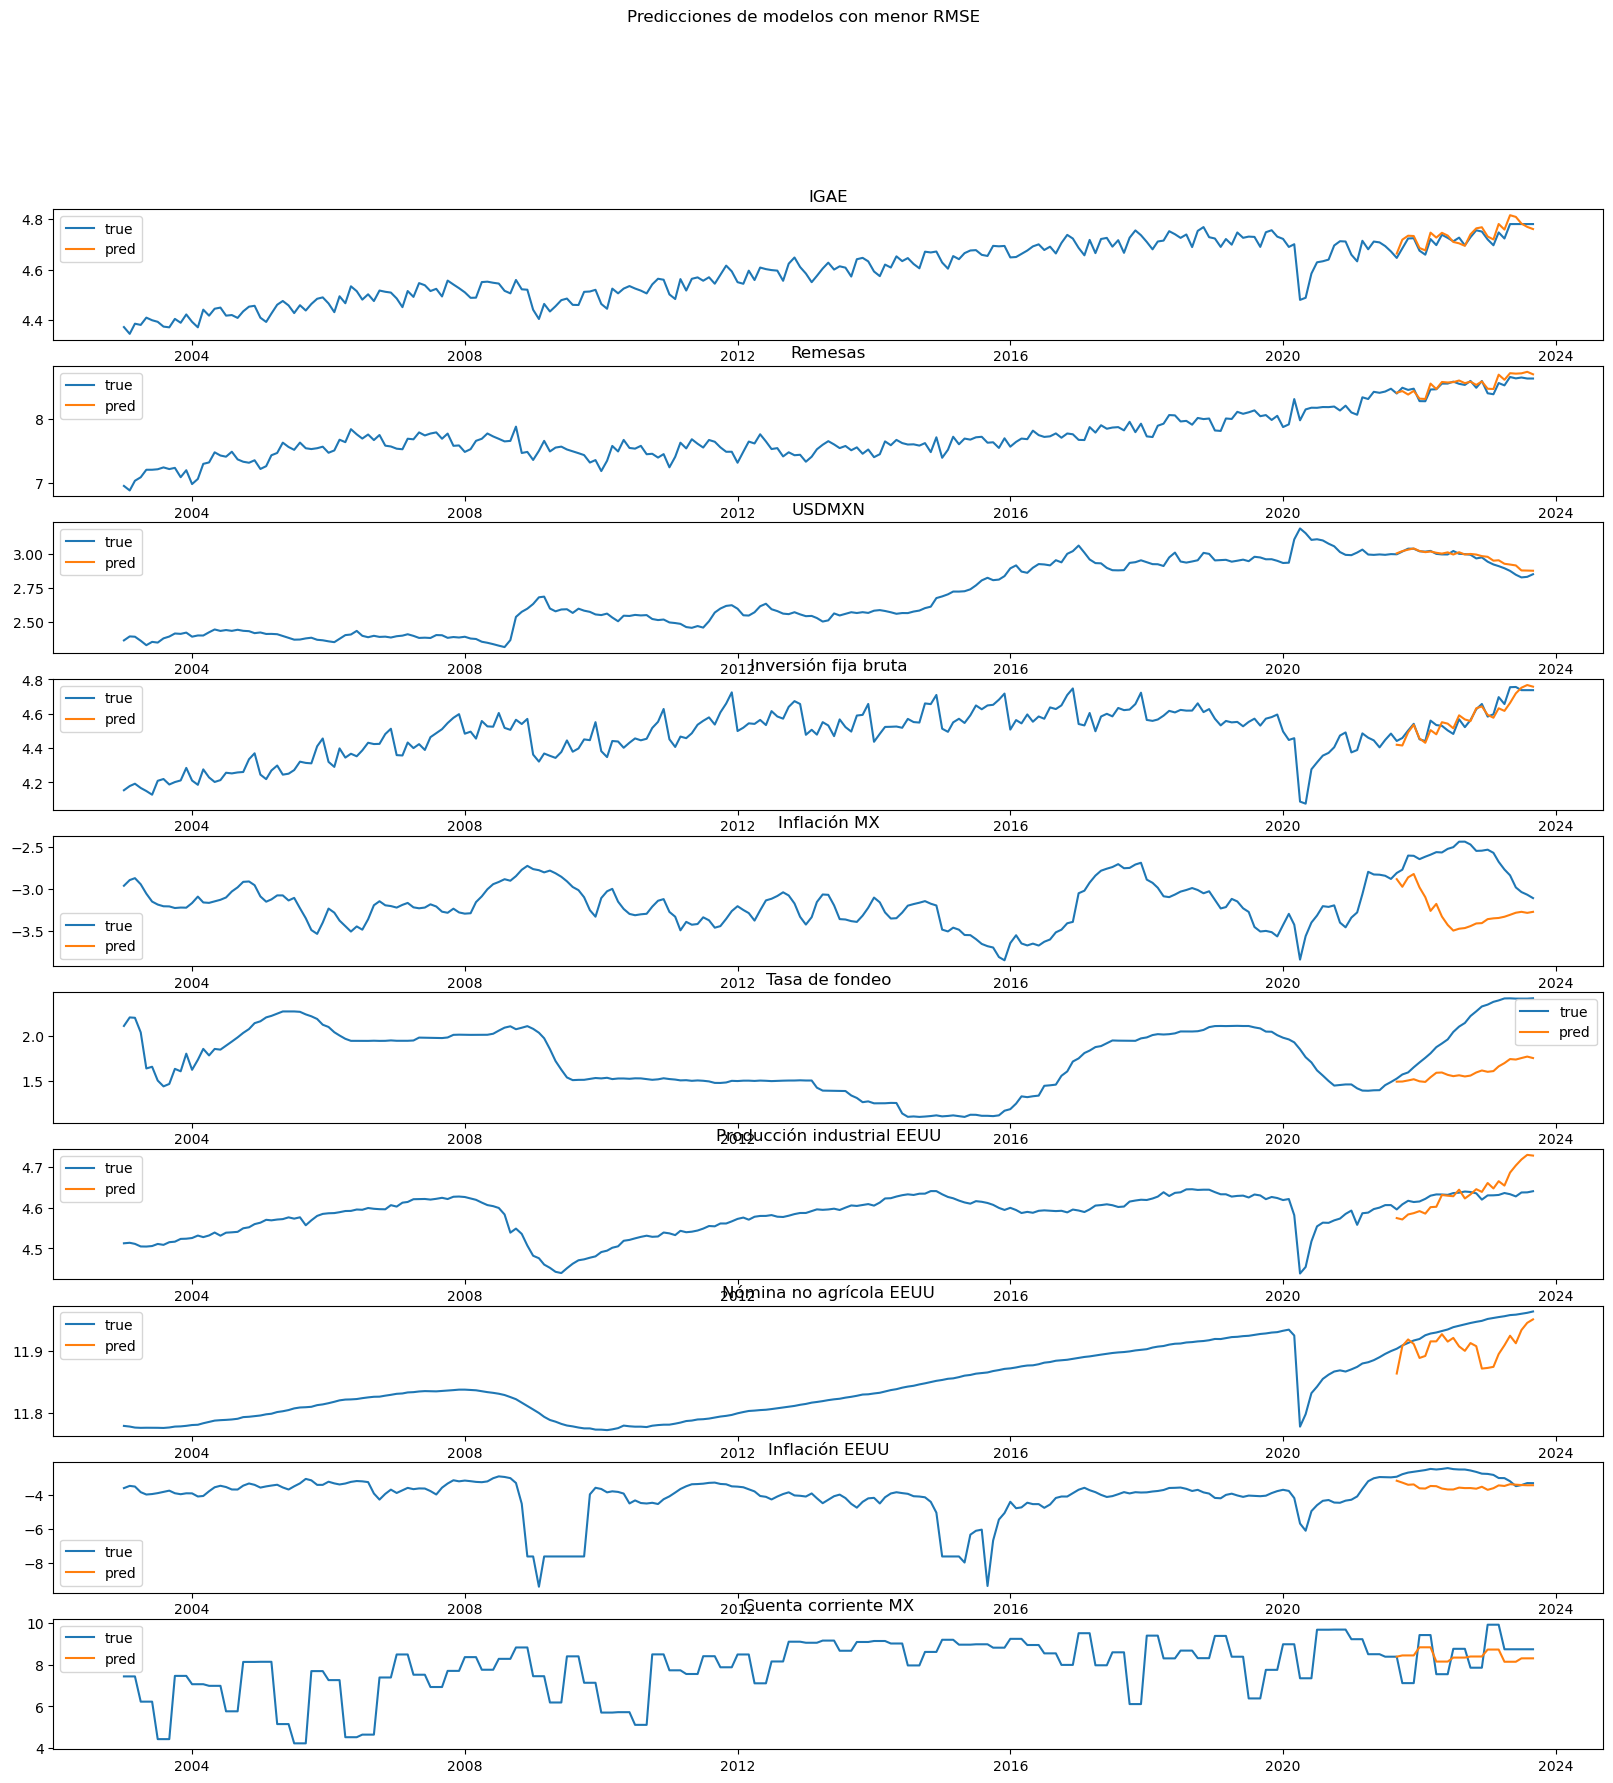 Predicciones de modelos con menor RMSE
IGAE
4.8
4.6
4.4
true
pred
2004 2008 2012 2016 2020 2024
Remesas
8
7
true
pred
2004 2008 2012 2016 2020 2024
USDMXN
3.00
2.75
2.50
true
pred
2004 2008 2012 2016 2020 2024
Inversión fija bruta
4.8
4.6
4.4
4.2
true
pred
2004 2008 2012 2016 2020 2024
Inflación MX
−2.5
−3.0
−3.5
true
pred
2004 2008 2012 2016 2020 2024
Tasa de fondeo
2.0
1.5
true
pred
2004 2008 2012 2016 2020 2024
Producción industrial EEUU
4.7
4.6
4.5
true
pred
2004 2008 2012 2016 2020 2024
Nómina no agrícola EEUU
11.9
11.8
true
pred
2004 2008 2012 2016 2020 2024
Inflación EEUU
−4
−6
−8
true
pred
2004 2008 2012 2016 2020 2024
Cuenta corriente MX
10
8
6
4
true
pred
2004 2008 2012 2016 2020 2024